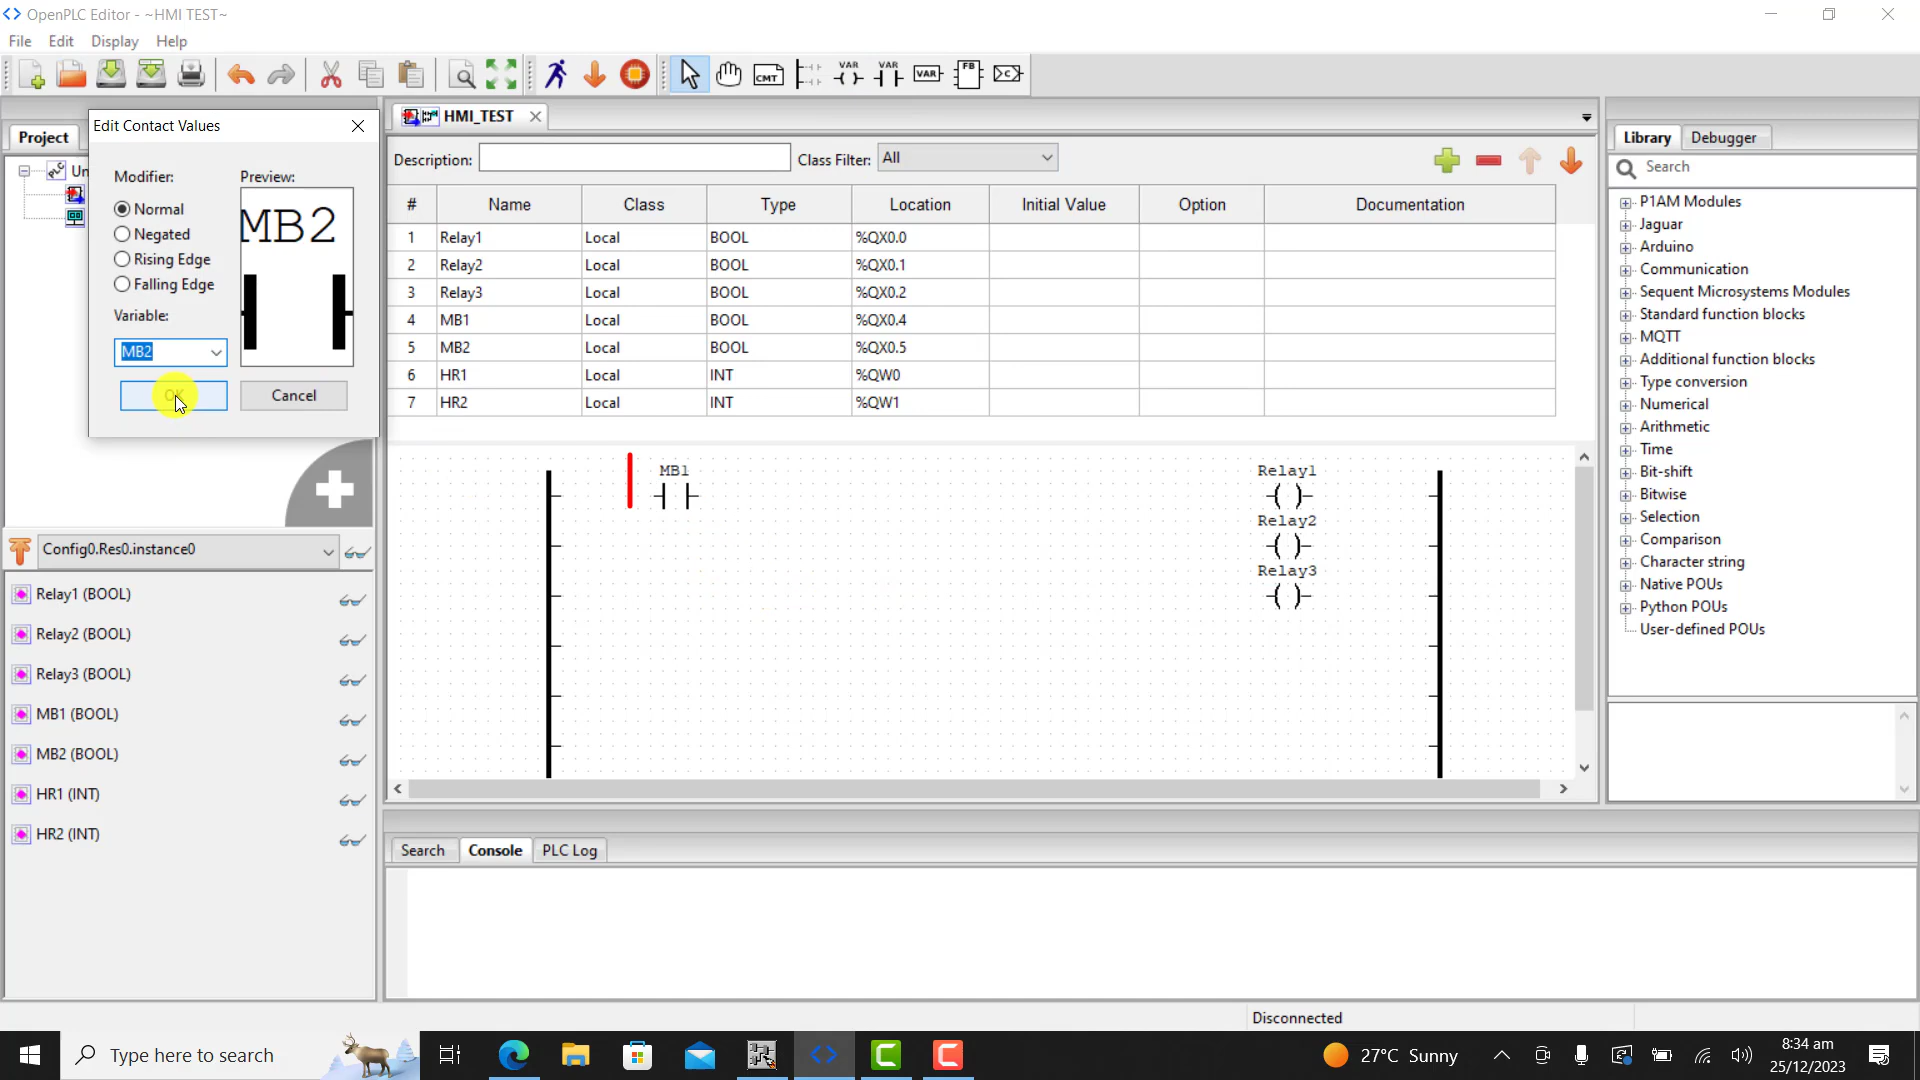 OpenPLC Editor - ~HMI TEST~
File Edit Display Help
CMT VAR VAR VAR FB C
Project
Un
Edit Contact Values
Modifier:
Normal
Negated
Rising Edge
Falling Edge
Variable:
MB2
Preview:
MB2
OK
Cancel
HMI_TEST
Description:
Class Filter: All
# Name Class Type Location Initial Value Option Documentation
1 Relay1 Local BOOL %QX0.0
2 Relay2 Local BOOL %QX0.1
3 Relay3 Local BOOL %QX0.2
4 MB1 Local BOOL %QX0.4
5 MB2 Local BOOL %QX0.5
6 HR1 Local INT %QW0
7 HR2 Local INT %QW1
MB1
Relay1
Relay2
Relay3
Config0.Res0.instance0
Relay1 (BOOL)
Relay2 (BOOL)
Relay3 (BOOL)
MB1 (BOOL)
MB2 (BOOL)
HR1 (INT)
HR2 (INT)
Search Console PLC Log
Library Debugger
Search
P1AM Modules
Jaguar
Arduino
Communication
Sequent Microsystems Modules
Standard function blocks
MQTT
Additional function blocks
Type conversion
Numerical
Arithmetic
Time
Bit-shift
Bitwise
Selection
Comparison
Character string
Native POUs
Python POUs
User-defined POUs
Disconnected
Type here to search
27°C Sunny
8:34 am
25/12/2023